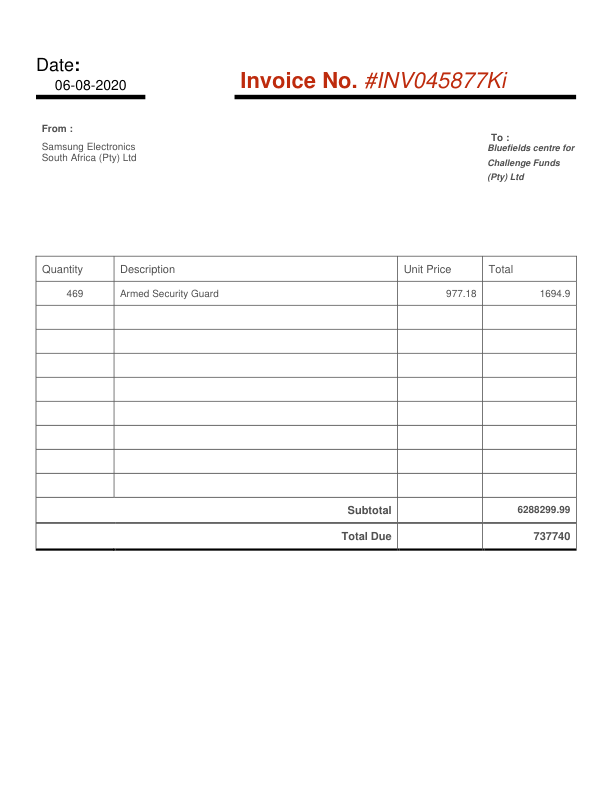 Date:
06-08-2020
Invoice No. #INV045877Ki
From :
Samsung Electronics
South Africa (Pty) Ltd
To :
Bluefields centre for
Challenge Funds
(Pty) Ltd
Quantity Description Unit Price Total
469 Armed Security Guard 977.18 1694.9
Subtotal 6288299.99
Total Due 737740